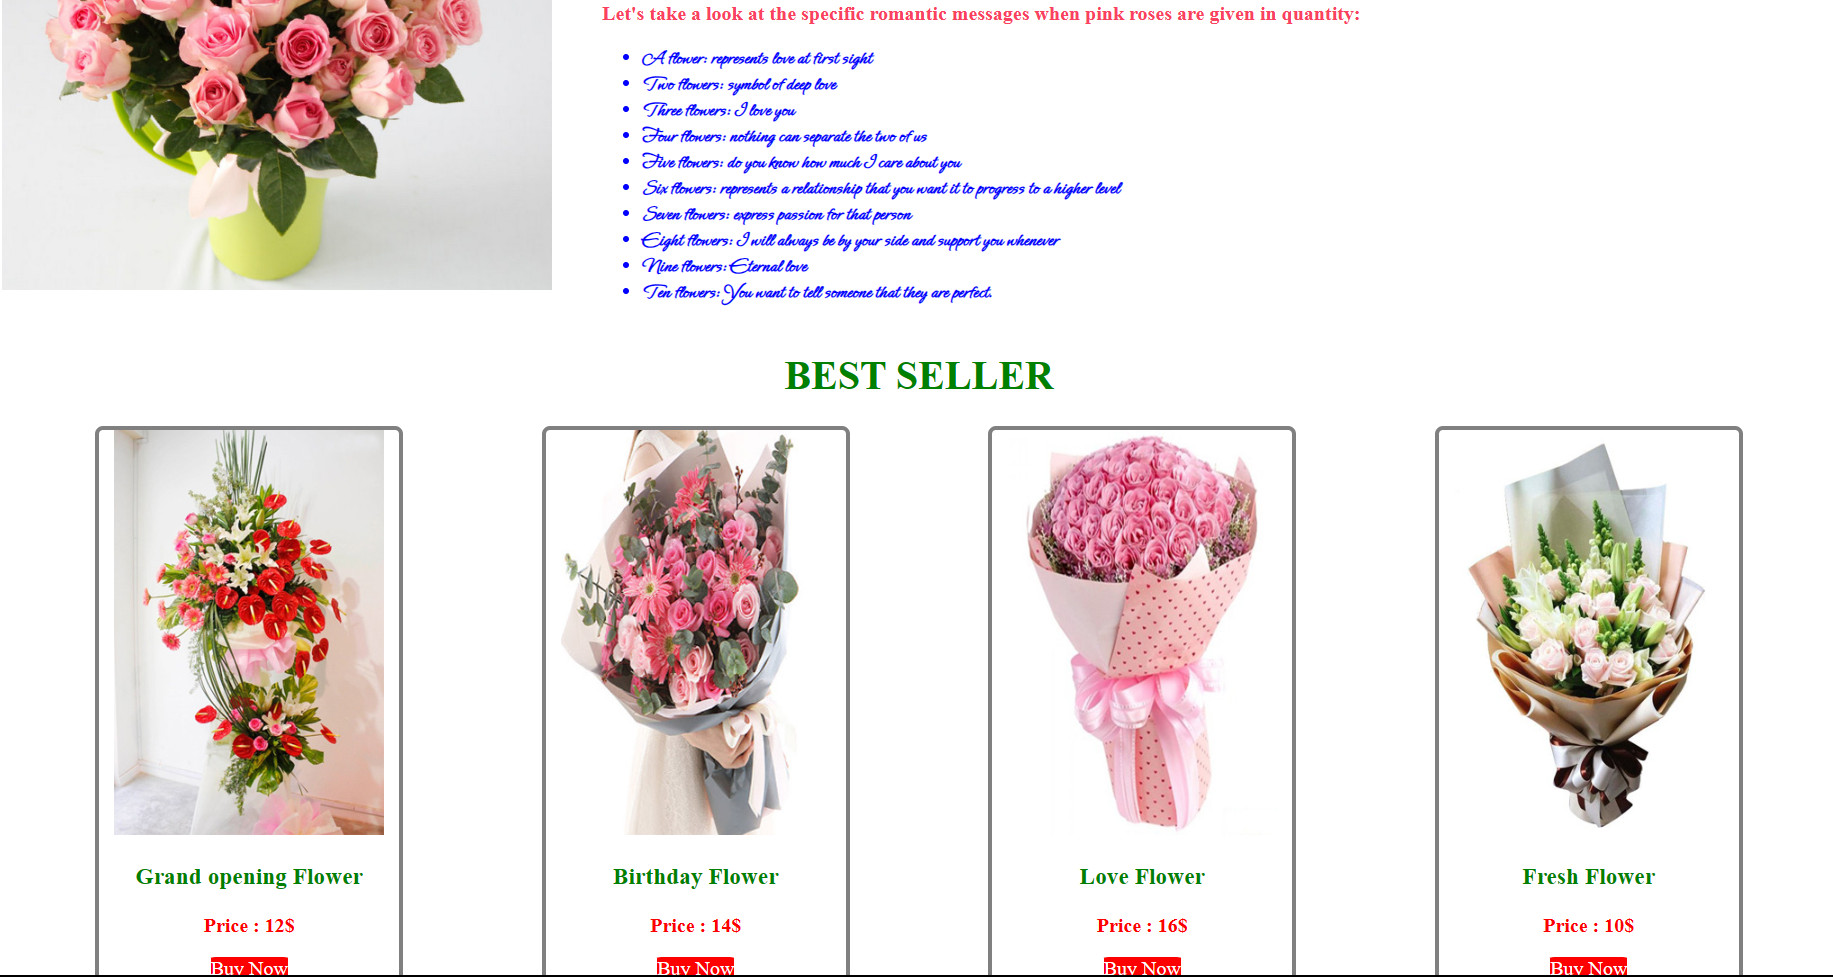 Let's take a look at the specific romantic messages when pink roses are given in quantity:
A flower: represents love at first sight
Two flowers: symbol of deep love
Three flowers: I love you
Four flowers: nothing can separate the two of us
Five flowers: do you know how much I care about you
Six flowers: represents a relationship that you want it to progress to a higher level
Seven flowers: express passion for that person
Eight flowers: I will always be by your side and support you whenever
Nine flowers: Eternal love
Ten flowers: You want to tell someone that they are perfect.
BEST SELLER
Grand opening Flower
Price : 12$
Buy Now
Birthday Flower
Price : 14$
Buy Now
Love Flower
Price : 16$
Buy Now
Fresh Flower
Price : 10$
Buy Now